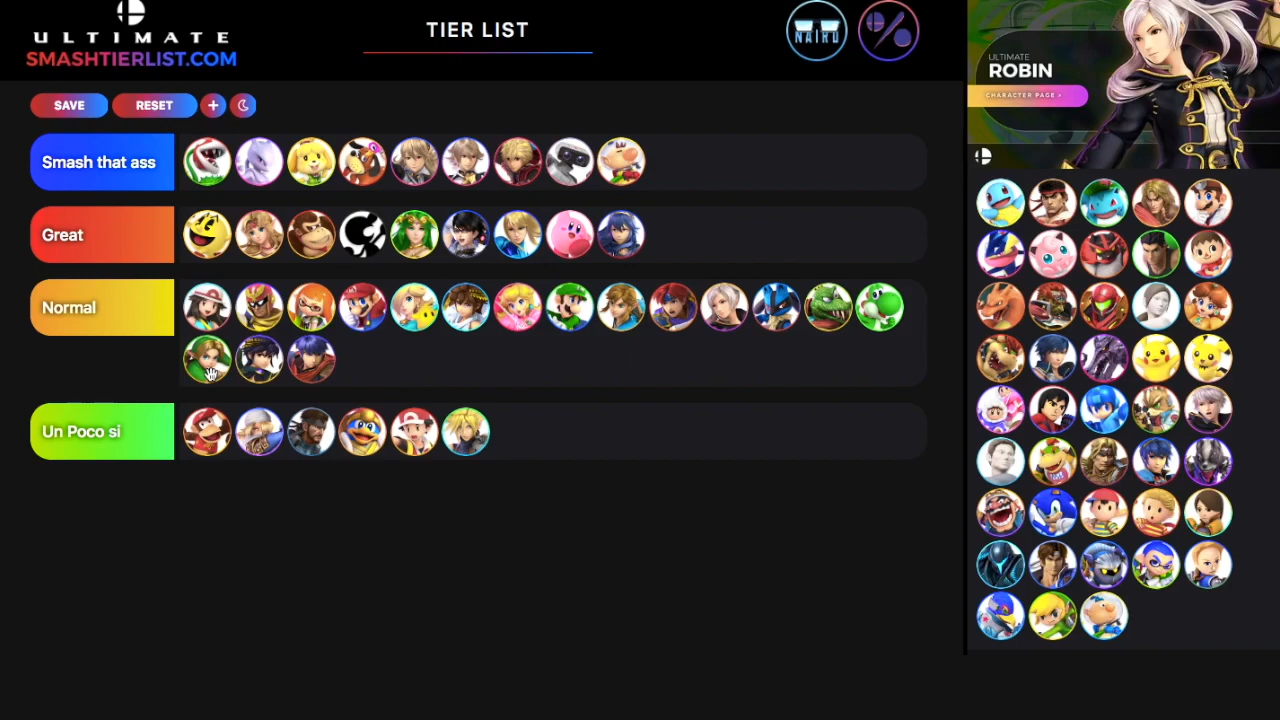 ULTIMATE
SMASHTIERLIST.COM
TIER LIST
NAIRO
ULTIMATE
ROBIN
CHARACTER PAGE >
SAVE
RESET
+
Smash that ass
Great
Normal
Un Poco si